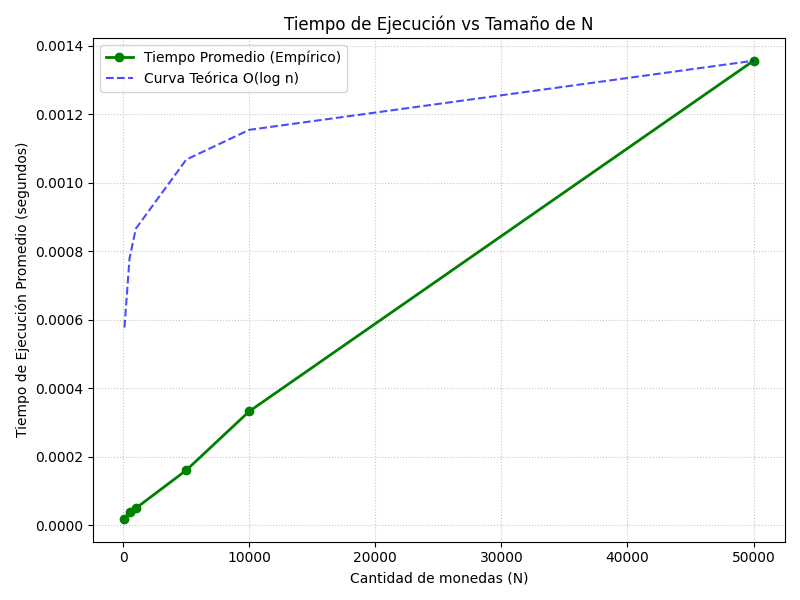 Tiempo de Ejecución vs Tamaño de N
Tiempo Promedio (Empírico)
Curva Teórica O(log n)
Tiempo de Ejecución Promedio (segundos)
0.0014
0.0012
0.0010
0.0008
0.0006
0.0004
0.0002
0.0000
0 10000 20000 30000 40000 50000
Cantidad de monedas (N)